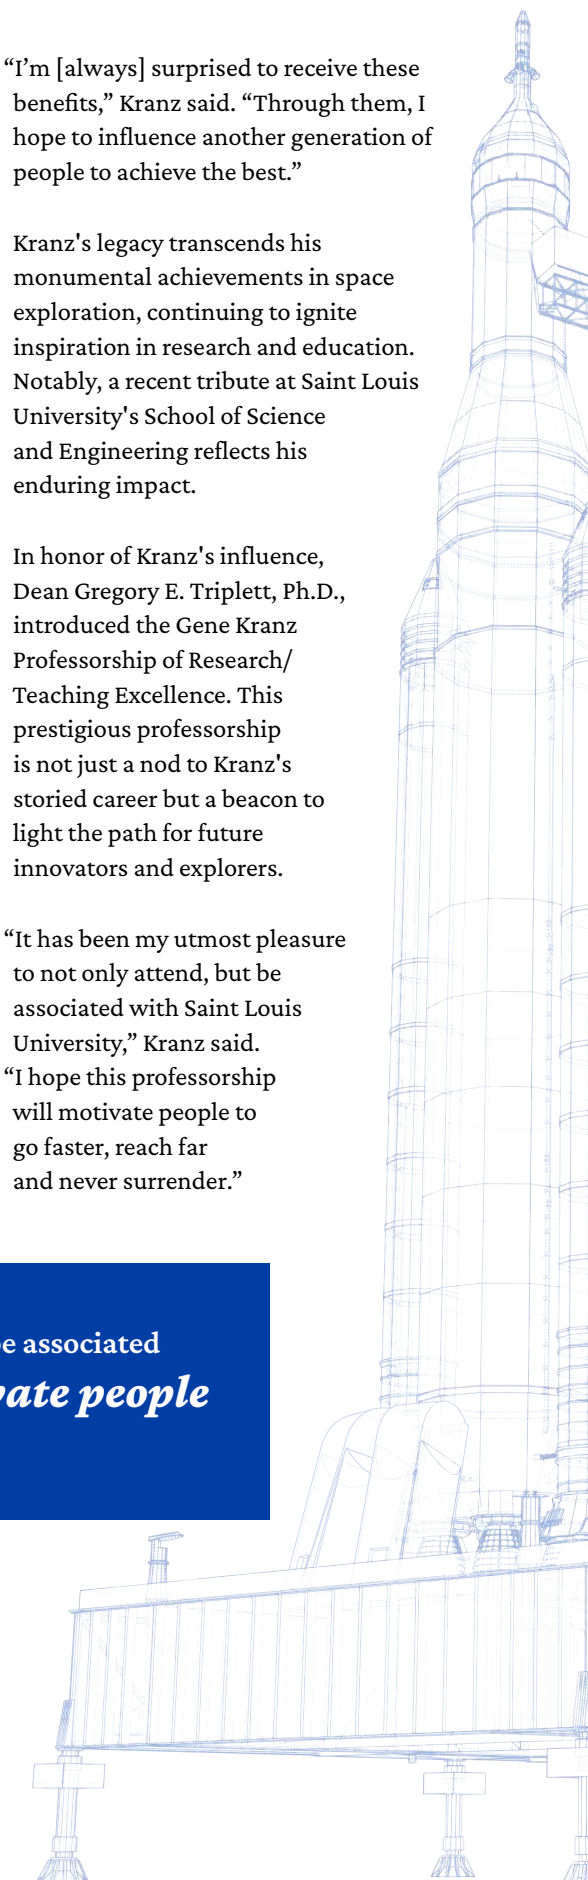 “I’m [always] surprised to receive these
benefits,” Kranz said. “Through them, I
hope to influence another generation of
people to achieve the best.”
Kranz's legacy transcends his
monumental achievements in space
exploration, continuing to ignite
inspiration in research and education.
Notably, a recent tribute at Saint Louis
University's School of Science
and Engineering reflects his
enduring impact.
In honor of Kranz's influence,
Dean Gregory E. Triplett, Ph.D.,
introduced the Gene Kranz
Professorship of Research/
Teaching Excellence. This
prestigious professorship
is not just a nod to Kranz's
storied career but a beacon to
light the path for future
innovators and explorers.
“It has been my utmost pleasure
to not only attend, but be
associated with Saint Louis
University,” Kranz said.
“I hope this professorship
will motivate people to
go faster, reach far
and never surrender.”
associated
people